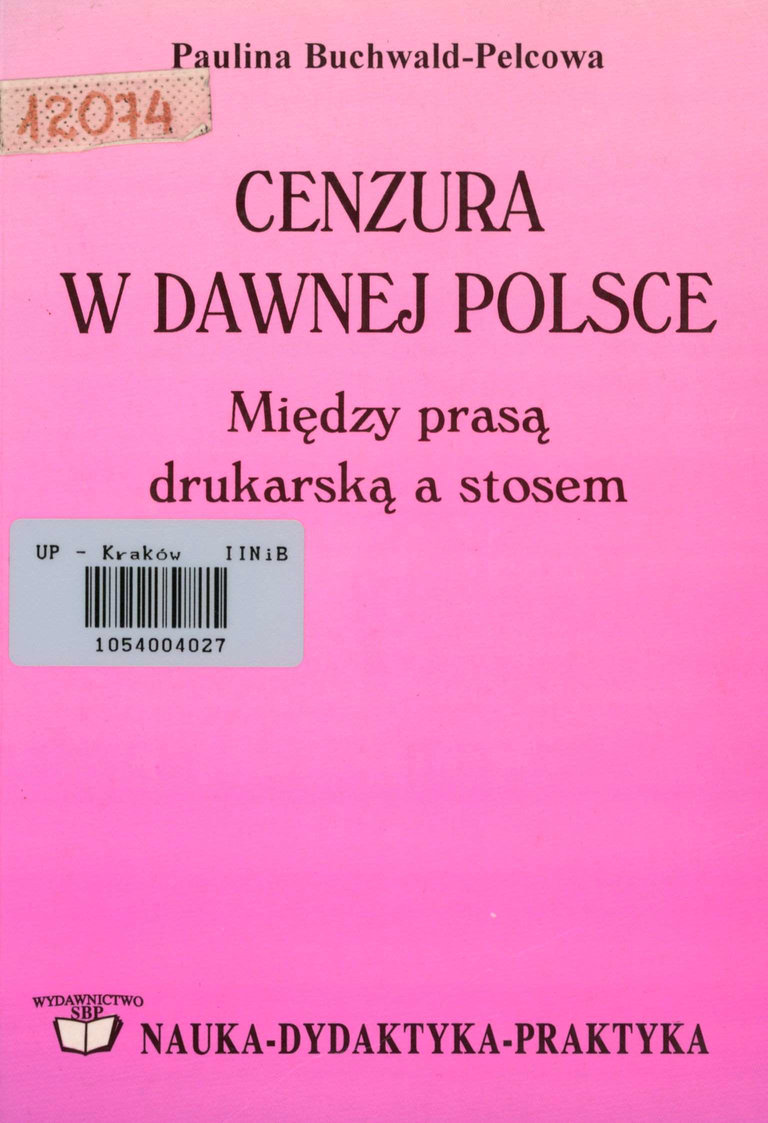 Paulina Buchwald-Pelcowa
12074
CENZURA
W DAWNEJ POLSCE
Między prasą
drukarską a stosem
UP - Kraków IINiB
1054004027
WYDAWNICTWO
SBP
NAUKA-DYDAKTYKA-PRAKTYKA